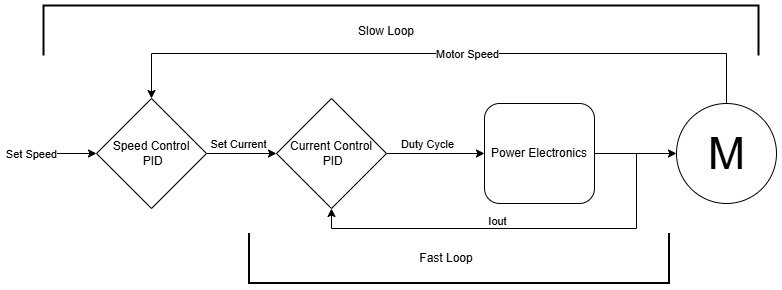 Slow Loop
Motor Speed
Set Speed
Speed Control
PID
Set Current
Current Control
PID
Duty Cycle
Power Electronics
M
Iout
Fast Loop